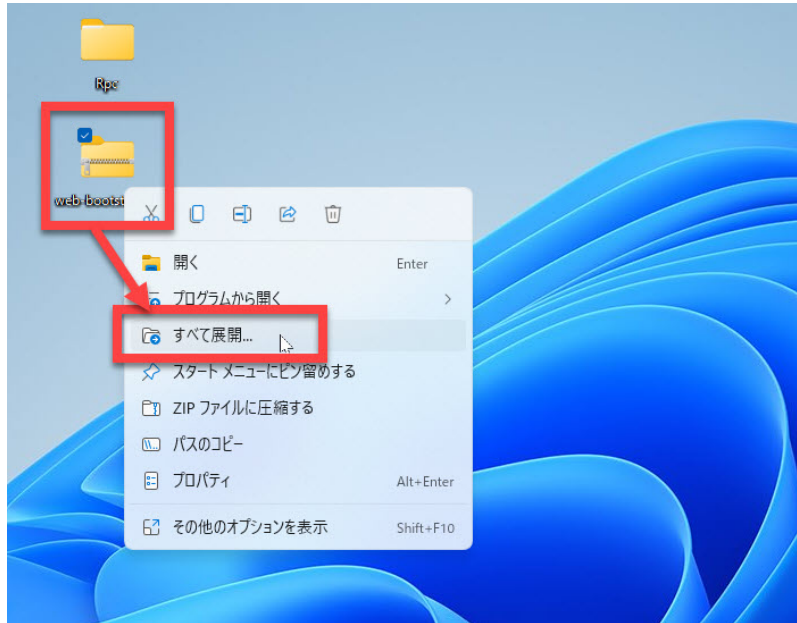 Rpc
web-bootst
開く Enter
プログラムから開く
すべて展開...
スタート メニューにピン留めする
ZIP ファイルに圧縮する
パスのコピー
プロパティ Alt+Enter
その他のオプションを表示 Shift+F10